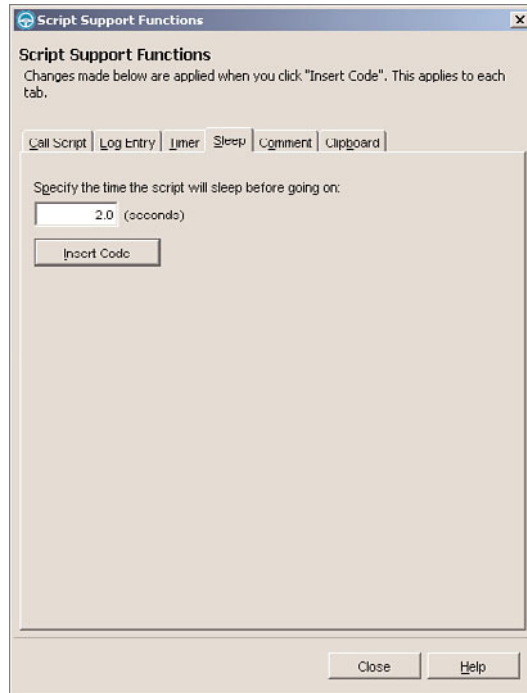 Script Support Functions
Script Support Functions
Changes made below are applied when you click "Insert Code". This applies to each
tab.
Call Script Log Entry Timer Sleep Comment Clipboard
Specify the time the script will sleep before going on:
2.0 (seconds)
Insert Code
Close Help